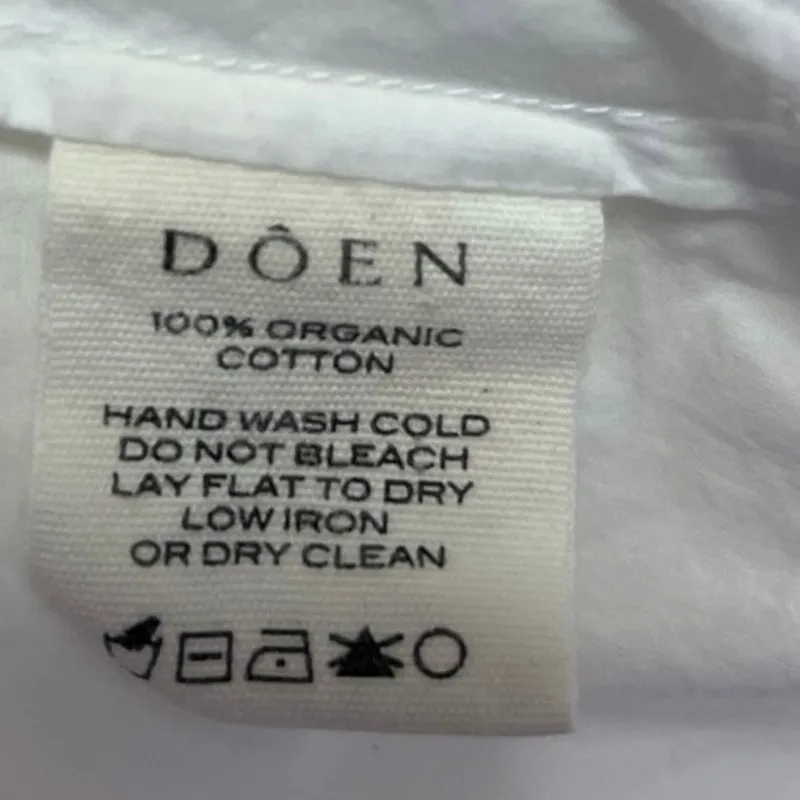 DÔEN
100% ORGANIC
COTTON
HAND WASH COLD
DO NOT BLEACH
LAY FLAT TO DRY
LOW IRON
OR DRY CLEAN